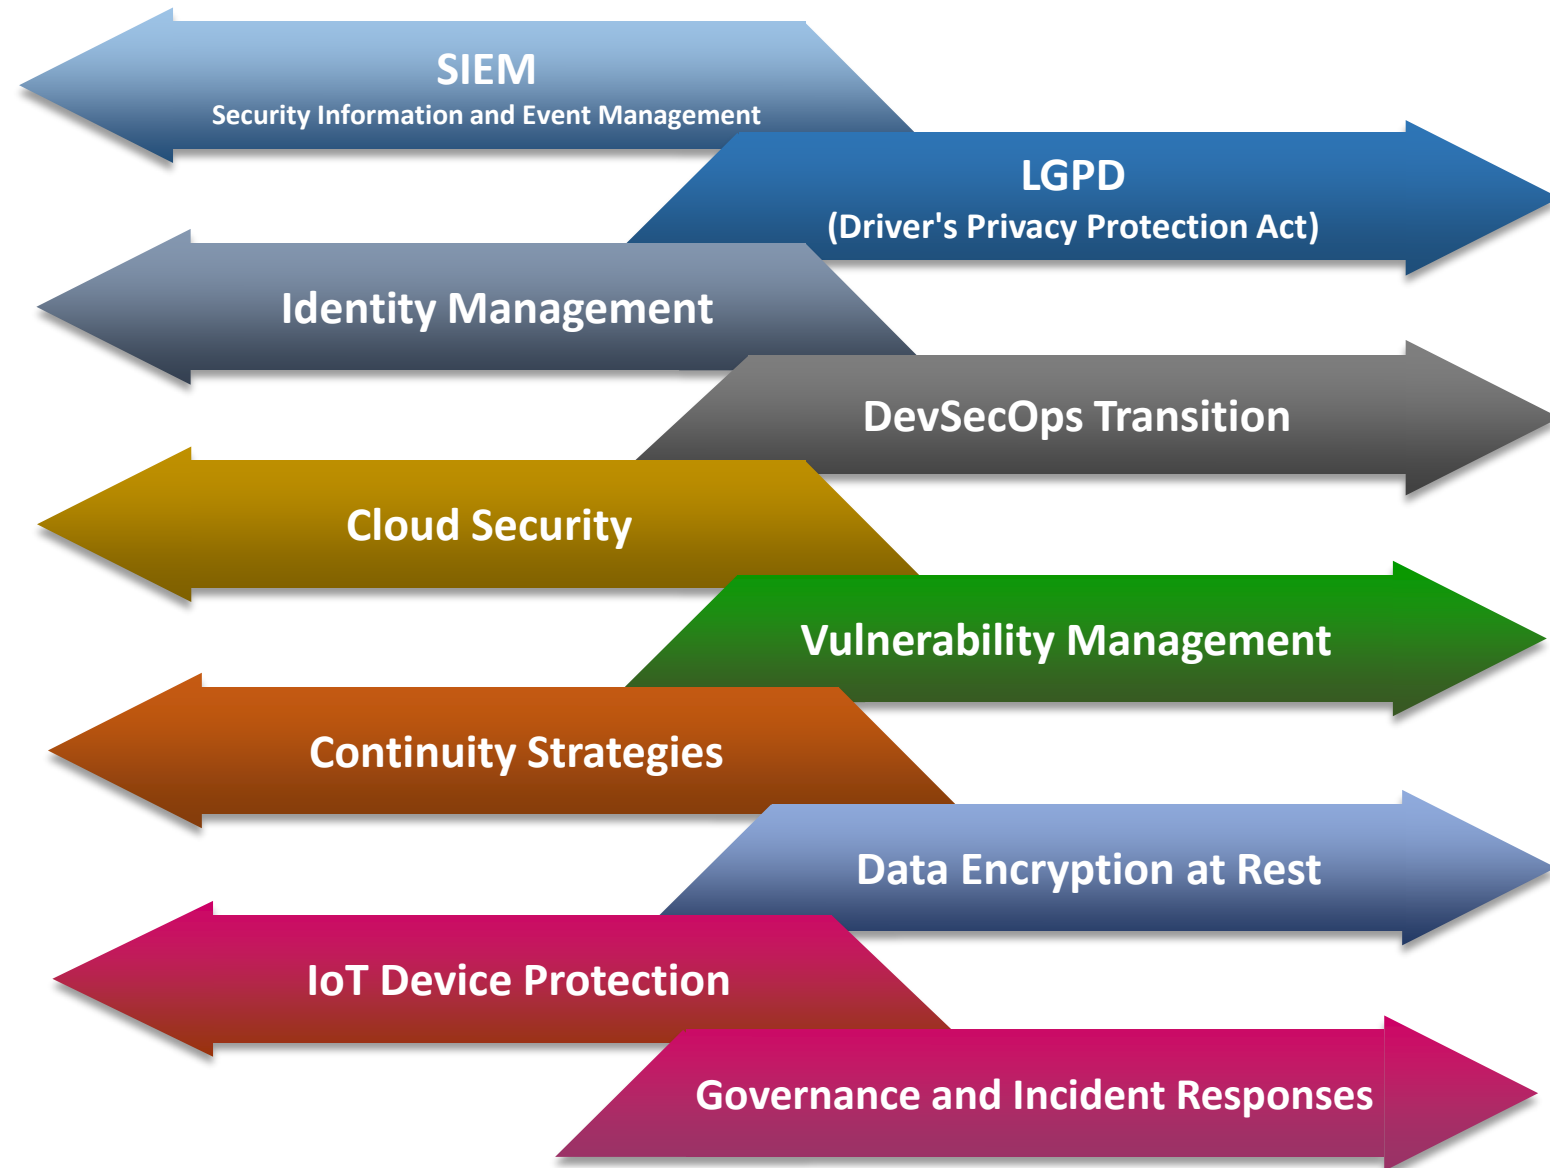 SIEM
Security Information and Event Management
LGPD
(Driver's Privacy Protection Act)
Identity Management
DevSecOps Transition
Cloud Security
Vulnerability Management
Continuity Strategies
Data Encryption at Rest
IoT Device Protection
Governance and Incident Responses